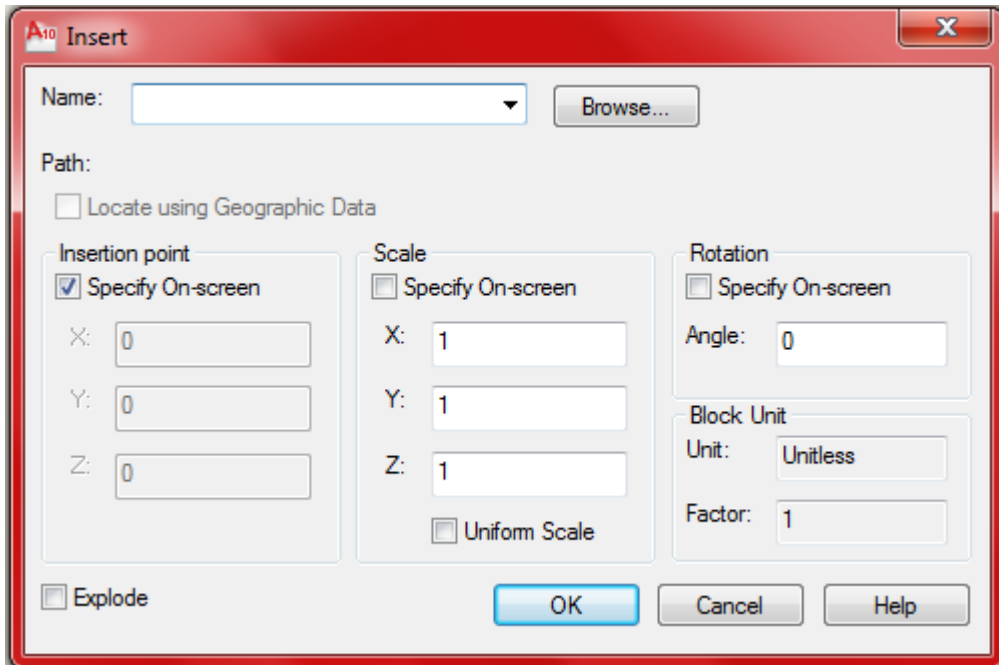 A10 Insert
Name: Browse...
Path:
Locate using Geographic Data
Insertion point
Specify On-screen
X: 0
Y: 0
Z: 0
Scale
Specify On-screen
X: 1
Y: 1
Z: 1
Uniform Scale
Rotation
Specify On-screen
Angle: 0
Block Unit
Unit: Unitless
Factor: 1
Explode
OK Cancel Help